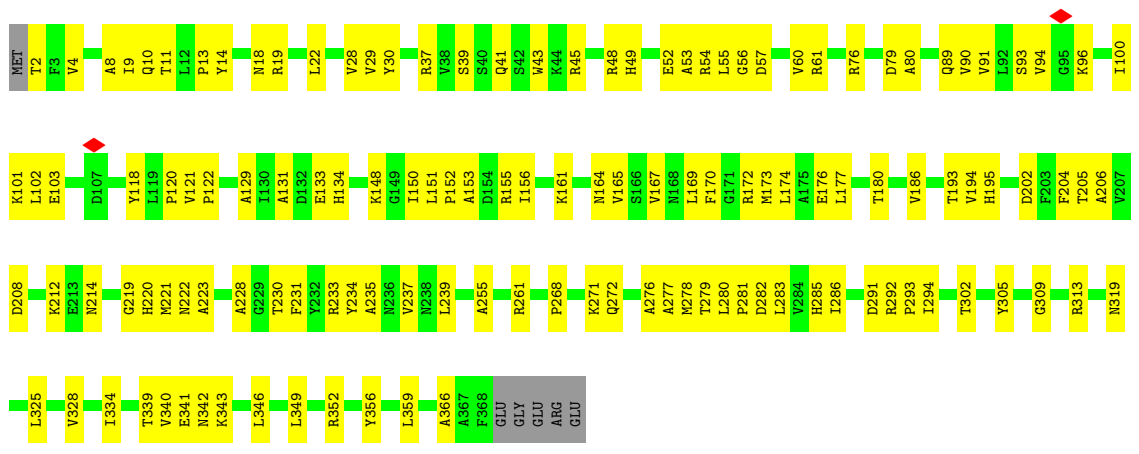 MET T2 F3 V4 A8 I9 Q10 T11 L12 P13 Y14 N18 R19 L22 V28 V29 Y30 R37 V38 S39 S40 Q41 S42 W43 K44 R45 R48 H49 E52 A53 R54 L55 G56 D57 V60 R61 R76 D79 A80 Q89 V90 V91 L92 S93 V94 G95 K96 I100
K101 L102 E103 D107 Y118 L119 P120 V121 P122 A129 I130 A131 D132 E133 H134 K148 G149 I150 L151 P152 A153 D154 R155 I156 K161 N164 V165 S166 V167 N168 L169 F170 G171 R172 M173 L174 A175 E176 L177 T180 V186 T193 V194 H195 D202 F203 F204 T205 A206 V207
D208 K212 E213 N214 G219 H220 M221 N222 A223 A228 G229 T230 F231 Y232 R233 Y234 A235 N236 V237 N238 L239 A255 R261 P268 K271 Q272 A276 A277 M278 T279 L280 P281 D282 L283 V284 H285 I286 D291 R292 P293 I294 T302 Y305 G309 R313 N319
L325 V328 I334 T339 V340 E341 N342 K343 L346 L349 R352 Y356 L359 A366 A367 F368 GLU GLY GLU ARG GLU